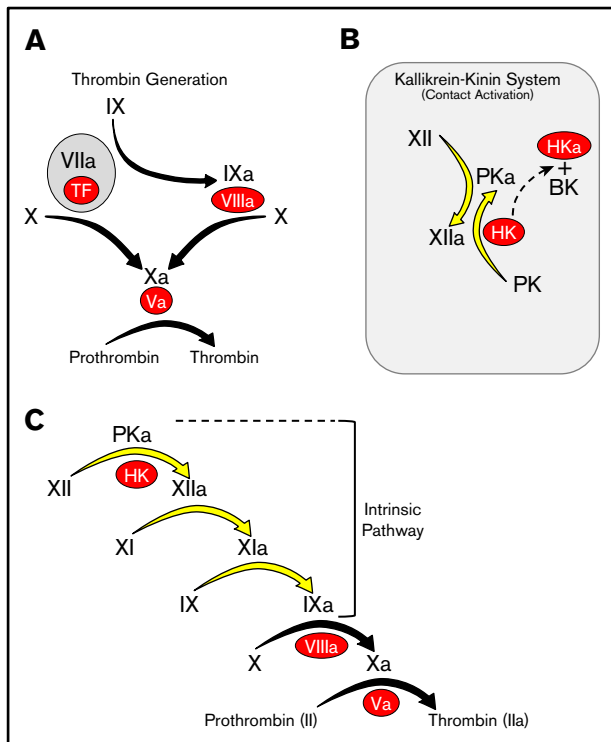 A
Thrombin Generation
IX
VIIa
TF
IXa
VIIIa
X
X
Xa
Va
Prothrombin
Thrombin
B
Kallikrein-Kinin System
(Contact Activation)
XII
HKa
+
BK
PKa
HK
XIIa
PK
C
PKa
HK
XII
XIIa
Intrinsic
Pathway
XI
XIa
IX
IXa
VIIIa
X
Xa
Va
Prothrombin (II)
Thrombin (IIa)